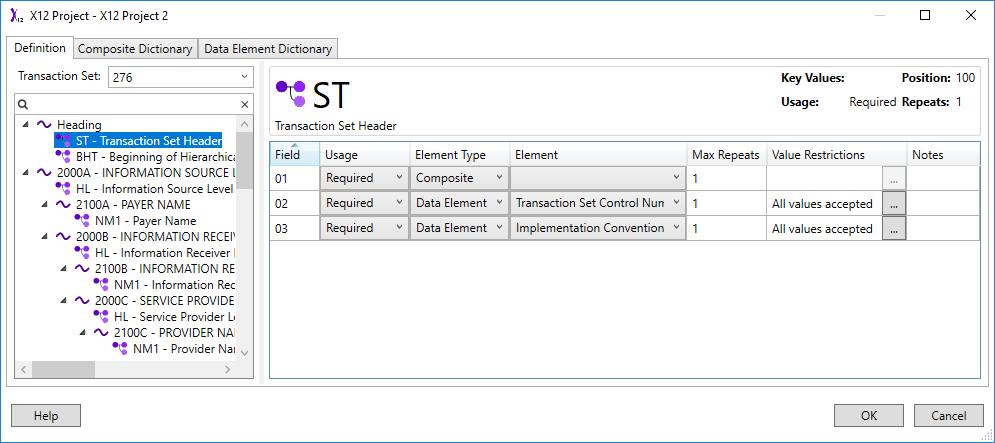 X12 Project - X12 Project 2
Definition Composite Dictionary Data Element Dictionary
Transaction Set: 276
Heading
ST - Transaction Set Header
BHT - Beginning of Hierarchica
2000A - INFORMATION SOURCE L
HL - Information Source Level
2100A - PAYER NAME
NM1 - Payer Name
2000B - INFORMATION RECEIV
HL - Information Receiver
2100B - INFORMATION RE
NM1 - Information Rec
2000C - SERVICE PROVIDE
HL - Service Provider Le
2100C - PROVIDER NA
NM1 - Provider Nar
ST
Transaction Set Header
Key Values: Position: 100
Usage: Required Repeats: 1
Field Usage Element Type Element Max Repeats Value Restrictions Notes
01 Required Composite 1 ...
02 Required Data Element Transaction Set Control Num 1 All values accepted ...
03 Required Data Element Implementation Convention 1 All values accepted ...
Help OK Cancel